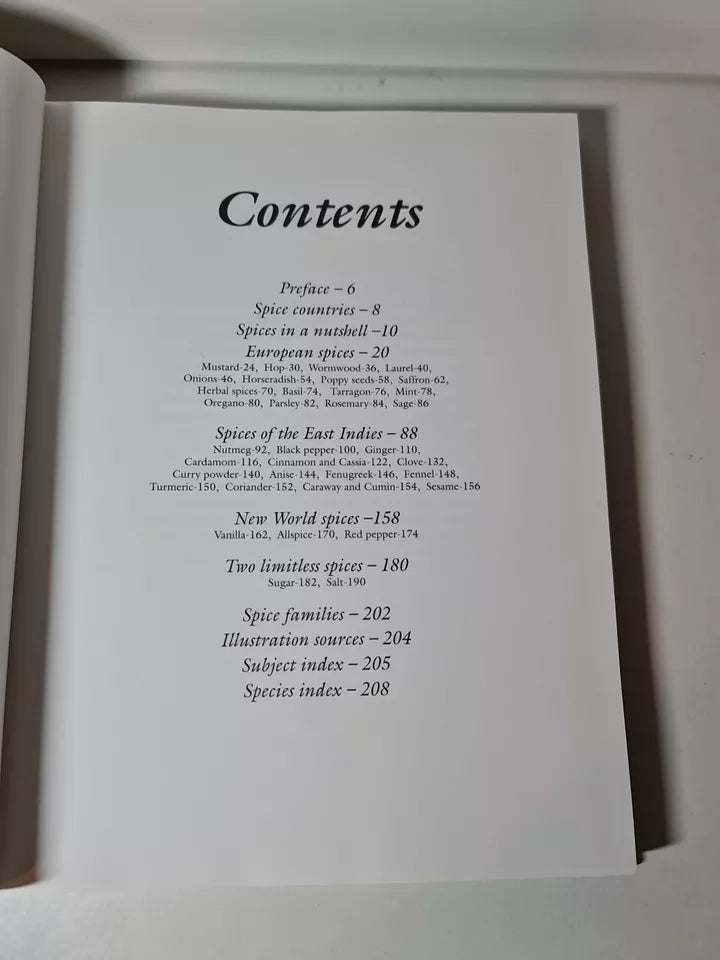 Contents
Preface – 6
Spice countries – 8
Spices in a nutshell –10
European spices – 20
Mustard-24, Hop-30, Wormwood-36, Laurel-40,
Onions-46, Horseradish-54, Poppy seeds-58, Saffron-62,
Herbal spices-70, Basil-74, Tarragon-76, Mint-78,
Oregano-80, Parsley-82, Rosemary-84, Sage-86
Spices of the East Indies – 88
Nutmeg-92, Black pepper-100, Ginger-110,
Cardamom-116, Cinnamon and Cassia-122, Clove-132,
Curry powder-140, Anise-144, Fenugreek-146, Fennel-148,
Turmeric-150, Coriander-152, Caraway and Cumin-154, Sesame-156
New World spices –158
Vanilla-162, Allspice-170, Red pepper-174
Two limitless spices – 180
Sugar-182, Salt-190
Spice families – 202
Illustration sources – 204
Subject index – 205
Species index – 208